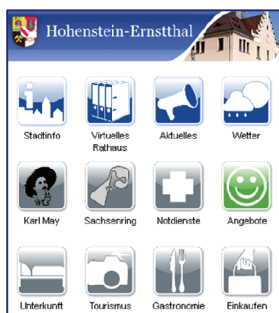 Hohenstein-Ernstthal
Stadtinfo
Virtuelles
Rathaus
Aktuelles
Wetter
Karl May
Sachsenring
Notdienste
Angebote
Unterkunft
Tourismus
Gastronomie
Einkaufen